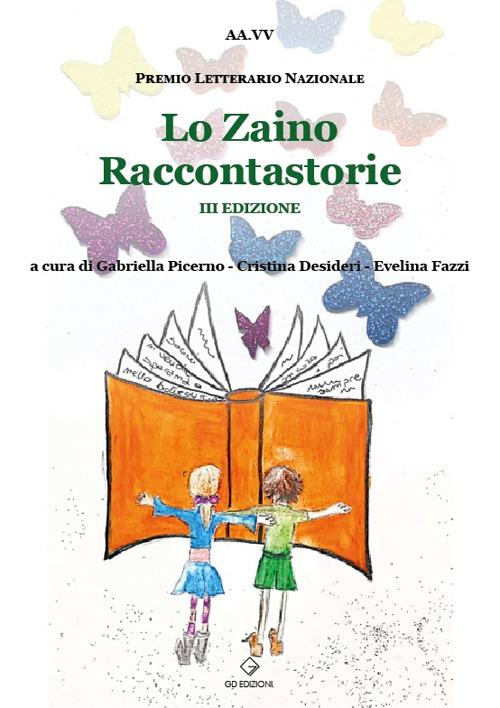 AA.VV
Premio Letterario Nazionale
Lo Zaino
Raccontastorie
III EDIZIONE
a cura di Gabriella Picerno - Cristina Desideri - Evelina Fazzi
sempre
GD EDIZIONI